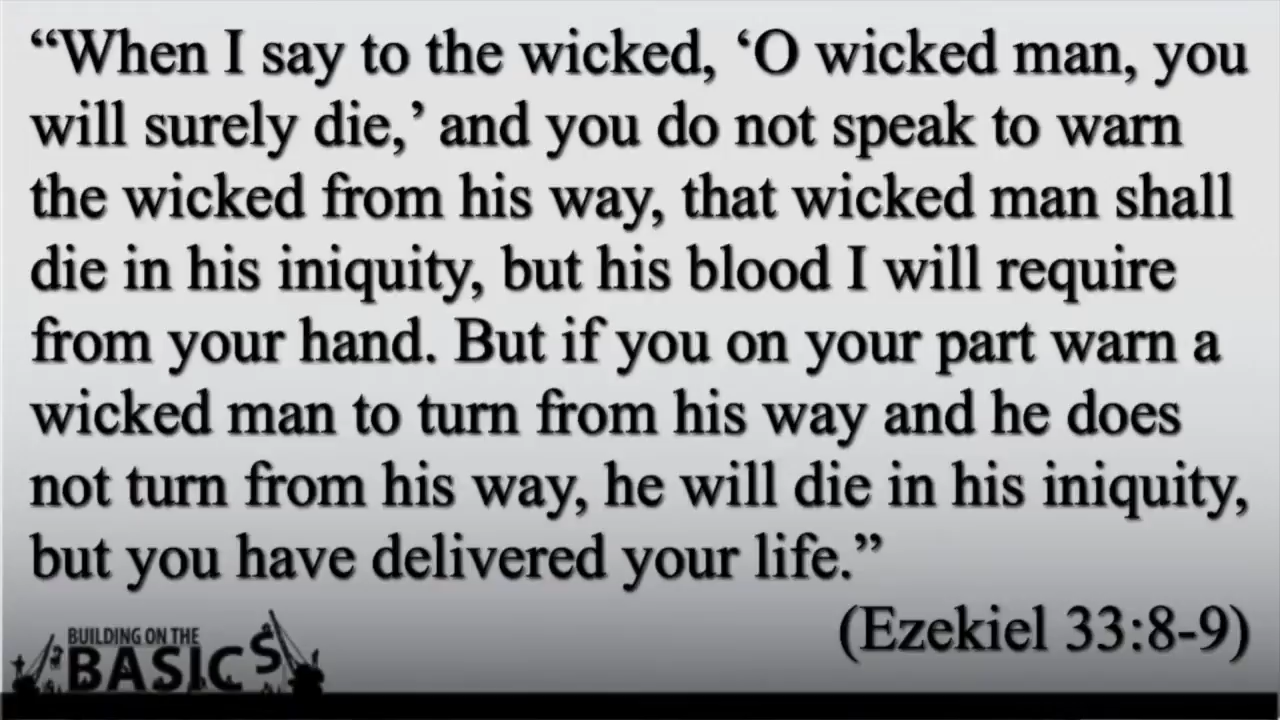 “When I say to the wicked, ‘O wicked man, you
will surely die,’ and you do not speak to warn
the wicked from his way, that wicked man shall
die in his iniquity, but his blood I will require
from your hand. But if you on your part warn a
wicked man to turn from his way and he does
not turn from his way, he will die in his iniquity,
but you have delivered your life.”
(Ezekiel 33:8-9)
BUILDING ON THE
BASICS